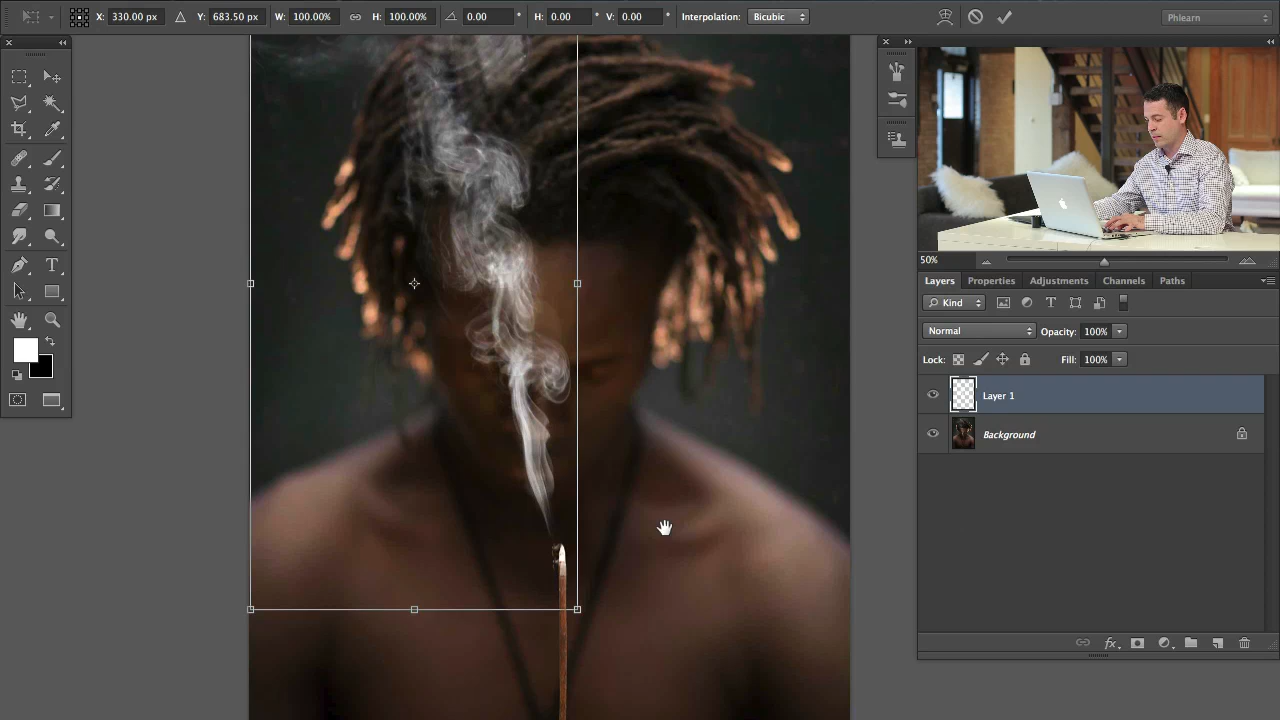 X: 330.00 px Y: 683.50 px W: 100.00% H: 100.00% 0.00 ° H: 0.00 ° V: 0.00 ° Interpolation: Bicubic Phlearn
50%
Layers Properties Adjustments Channels Paths
Kind T
Normal Opacity: 100%
Lock: Fill: 100%
Layer 1
Background
fx
T